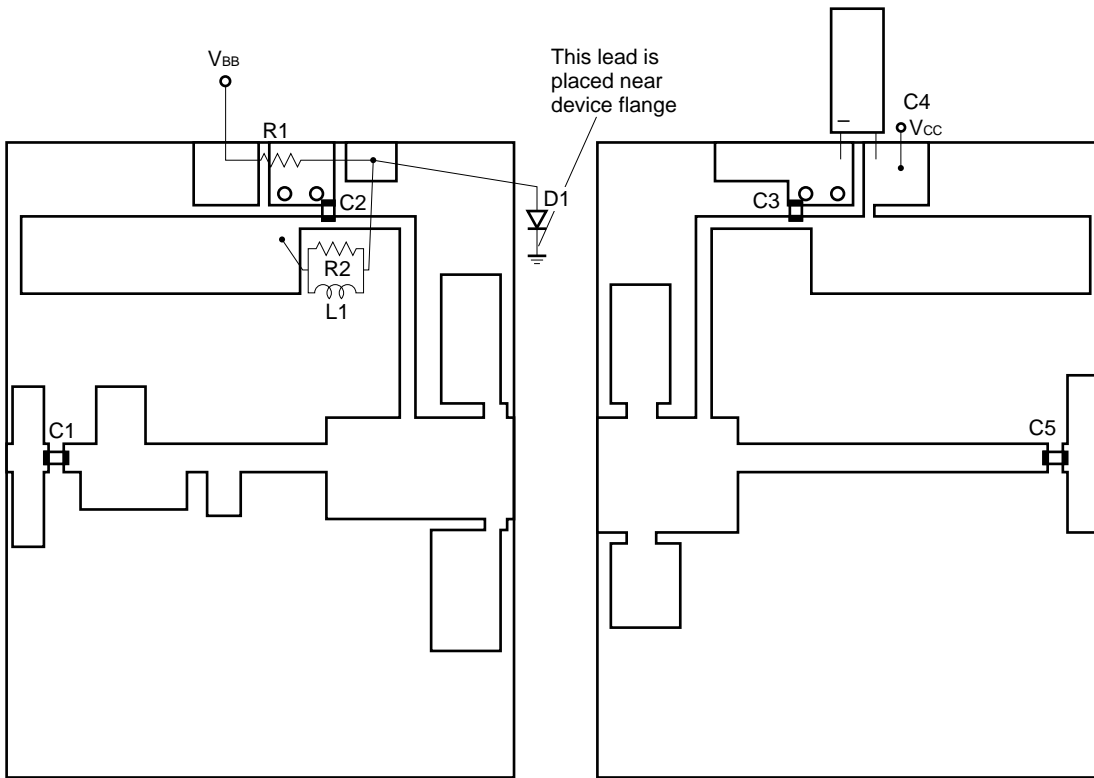 VBB
This lead is
placed near
device flange
C4
VCC
R1
C2
D1
C3
R2
L1
C1
C5